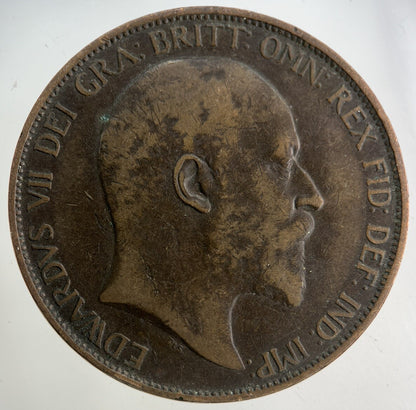 EDWARDVS VII DEI GRA: BRITT: OMN: REX FID: DEF: IND: IMP: